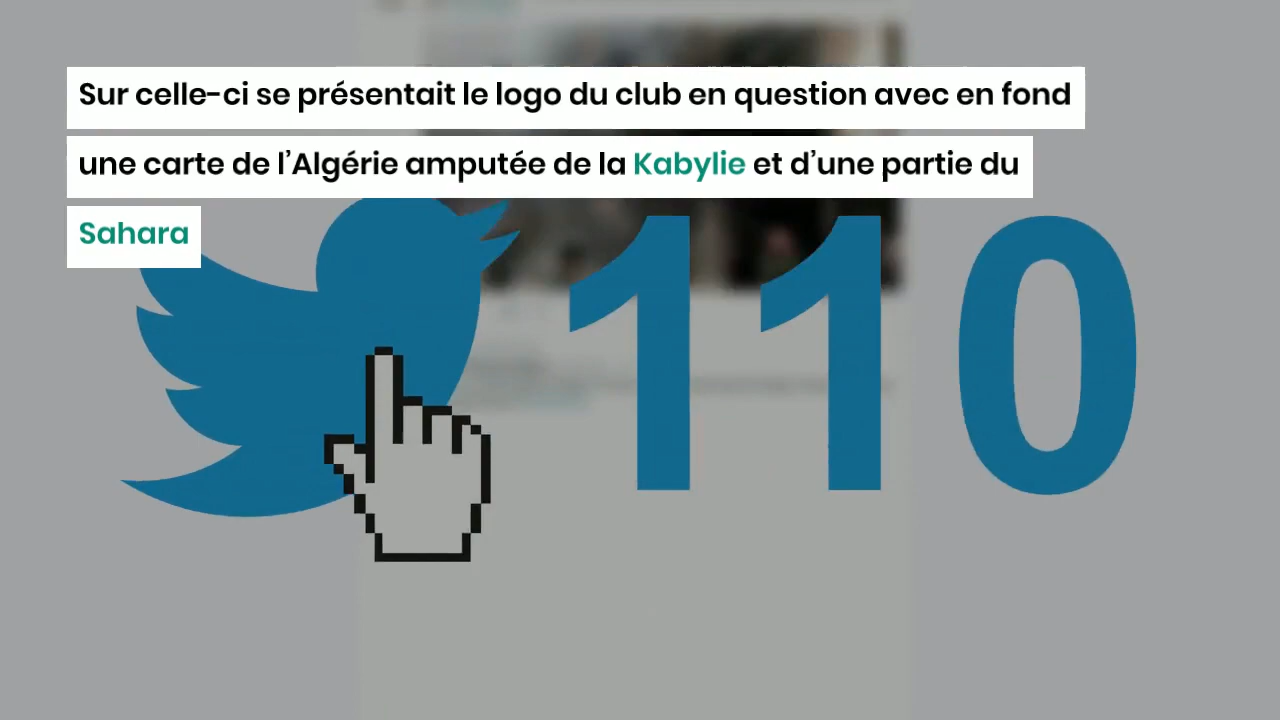 Sur celle-ci se présentait le logo du club en question avec en fond
une carte de l’Algérie amputée de la Kabylie et d’une partie du
Sahara
110